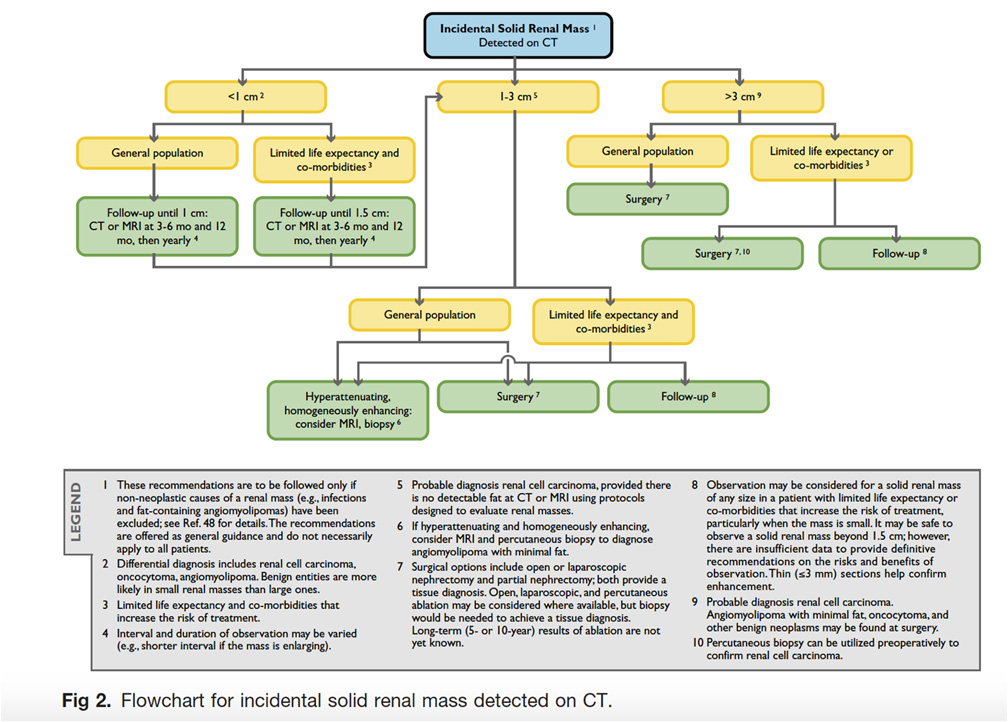 Incidental Solid Renal Mass 1
Detected on CT
<1 cm 2
1-3 cm 5
>3 cm 9
General population
Limited life expectancy and
co-morbidities 3
General population
Limited life expectancy or
co-morbidities 3
Follow-up until 1 cm:
CT or MRI at 3-6 mo and 12
mo, then yearly 4
Follow-up until 1.5 cm:
CT or MRI at 3-6 mo and 12
mo, then yearly 4
Surgery 7
Surgery 7, 10
Follow-up 8
General population
Limited life expectancy and
co-morbidities 3
Hyperattenuating,
homogeneously enhancing:
consider MRI, biopsy 6
Surgery 7
Follow-up 8
LEGEND
1 These recommendations are to be followed only if
non-neoplastic causes of a renal mass (e.g., infections
and fat-containing angiomyolipomas) have been
excluded; see Ref. 48 for details. The recommendations
are offered as general guidance and do not necessarily
apply to all patients.
2 Differential diagnosis includes renal cell carcinoma,
oncocytoma, angiomyolipoma. Benign entities are more
likely in small renal masses than large ones.
3 Limited life expectancy and co-morbidities that
increase the risk of treatment.
4 Interval and duration of observation may be varied
(e.g., shorter interval if the mass is enlarging).
5 Probable diagnosis renal cell carcinoma, provided there
is no detectable fat at CT or MRI using protocols
designed to evaluate renal masses.
6 If hyperattenuating and homogeneously enhancing,
consider MRI and percutaneous biopsy to diagnose
angiomyolipoma with minimal fat.
7 Surgical options include open or laparoscopic
nephrectomy and partial nephrectomy; both provide a
tissue diagnosis. Open, laparoscopic, and percutaneous
ablation may be considered where available, but biopsy
would be needed to achieve a tissue diagnosis.
Long-term (5- or 10-year) results of ablation are not
yet known.
8 Observation may be considered for a solid renal mass
of any size in a patient with limited life expectancy or
co-morbidities that increase the risk of treatment,
particularly when the mass is small. It may be safe to
observe a solid renal mass beyond 1.5 cm; however,
there are insufficient data to provide definitive
recommendations on the risks and benefits of
observation. Thin (≤3 mm) sections help confirm
enhancement.
9 Probable diagnosis renal cell carcinoma.
Angiomyolipoma with minimal fat, oncocytoma, and
other benign neoplasms may be found at surgery.
10 Percutaneous biopsy can be utilized preoperatively to
confirm renal cell carcinoma.
Fig 2. Flowchart for incidental solid renal mass detected on CT.